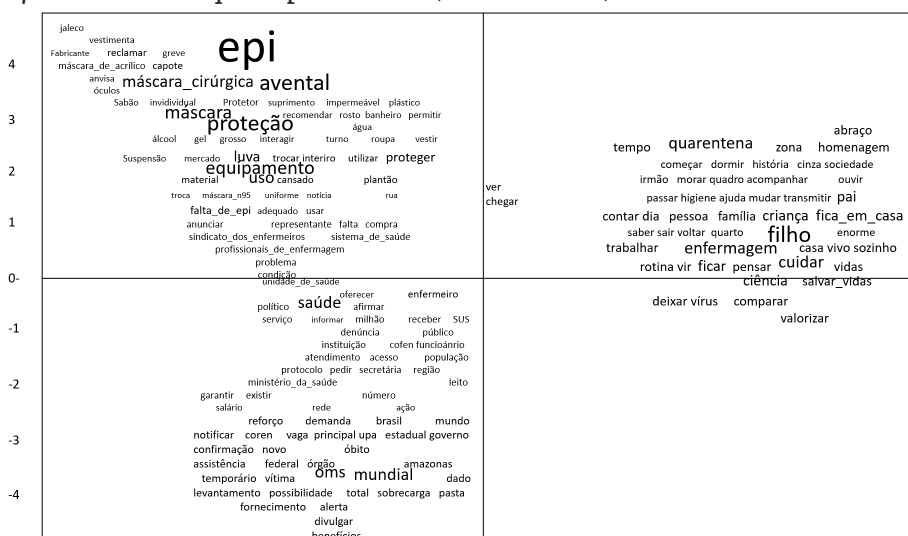 jaleco
vestimenta
Fabricante reclamar greve
epi
4
máscara_de_acrílico capote
anvisa máscara_cirúrgica avental
óculos
Sabão invidividual Protetor suprimento impermeável plástico
máscara recomendar rosto banheiro permitir
3
proteção água
álcool gel grosso interagir turno roupa vestir
Suspensão mercado luva trocar interiro utilizar proteger
2
equipamento
material uso cansado plantão
troca máscara_n95 uniforme notícia rua
falta_de_epi adequado usar
1
anunciar representante falta compra
sindicato_dos_enfermeiros sistema_de_saúde
profissionais_de_enfermagem
problema
condição
0-
unidade_de_saúde
oferecer enfermeiro
político saúde afirmar
serviço informar milhão receber SUS
-1
denúncia público
instituição cofen funcioánrio
atendimento acesso população
protocolo pedir secretária região
-2
ministério_da_saúde leito
garantir existir número
salário rede ação
reforço demanda brasil mundo
-3
notificar coren vaga principal upa estadual governo
confirmação novo óbito
assistência federal órgão amazonas
temporário vítima oms mundial dado
-4
levantamento possibilidade total sobrecarga pasta
fornecimento alerta
divulgar
benefícios
ver
chegar
abraço
tempo quarentena zona homenagem
começar dormir história cinza sociedade
irmão morar quadro acompanhar ouvir
passar higiene ajuda mudar transmitir pai
contar dia pessoa família criança fica_em_casa
saber sair voltar quarto filho enorme
trabalhar enfermagem casa vivo sozinho
rotina vir ficar pensar cuidar vidas
ciência salvar_vidas
deixar vírus comparar
valorizar